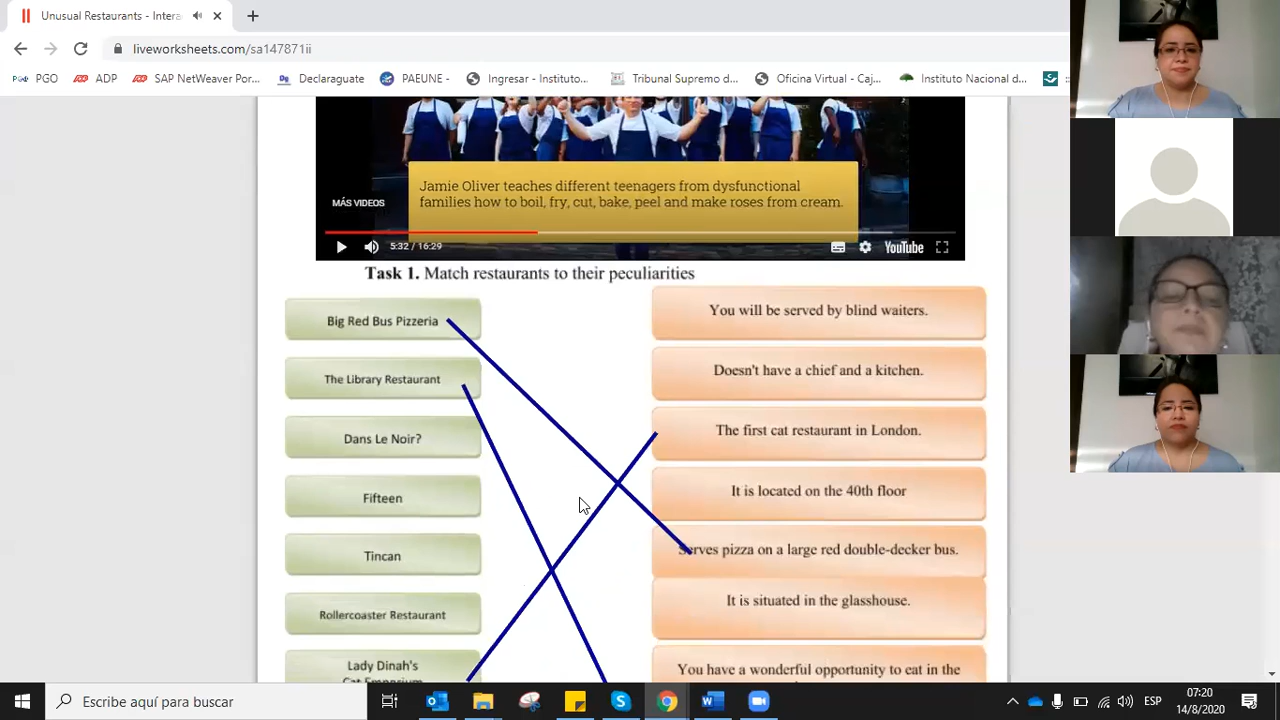 Unusual Restaurants - Intera
liveworksheets.com/sa147871ii
PGO ADP SAP NetWeaver Por... Declaraguate PAEUNE - Ingresar - Instituto... Tribunal Supremo d... Oficina Virtual - Caj... Instituto Nacional d...
Jamie Oliver teaches different teenagers from dysfunctional
families how to boil, fry, cut, bake, peel and make roses from cream.
MÁS VIDEOS
5:32 / 16:29 YouTube
Task 1. Match restaurants to their peculiarities
Big Red Bus Pizzeria
You will be served by blind waiters.
The Library Restaurant
Doesn't have a chief and a kitchen.
Dans Le Noir?
The first cat restaurant in London.
Fifteen
It is located on the 40th floor
Tincan
Serves pizza on a large red double-decker bus.
Rollercoaster Restaurant
It is situated in the glasshouse.
Lady Dinah's
Cat Emporium
You have a wonderful opportunity to eat in the
Escribe aquí para buscar
ESP
07:20
14/8/2020